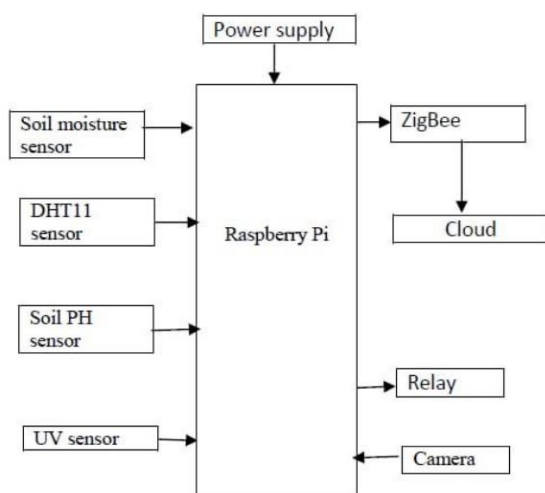 Power supply
Soil moisture
sensor
ZigBee
DHT11
sensor
Cloud
Raspberry Pi
Soil PH
sensor
Relay
UV sensor
Camera